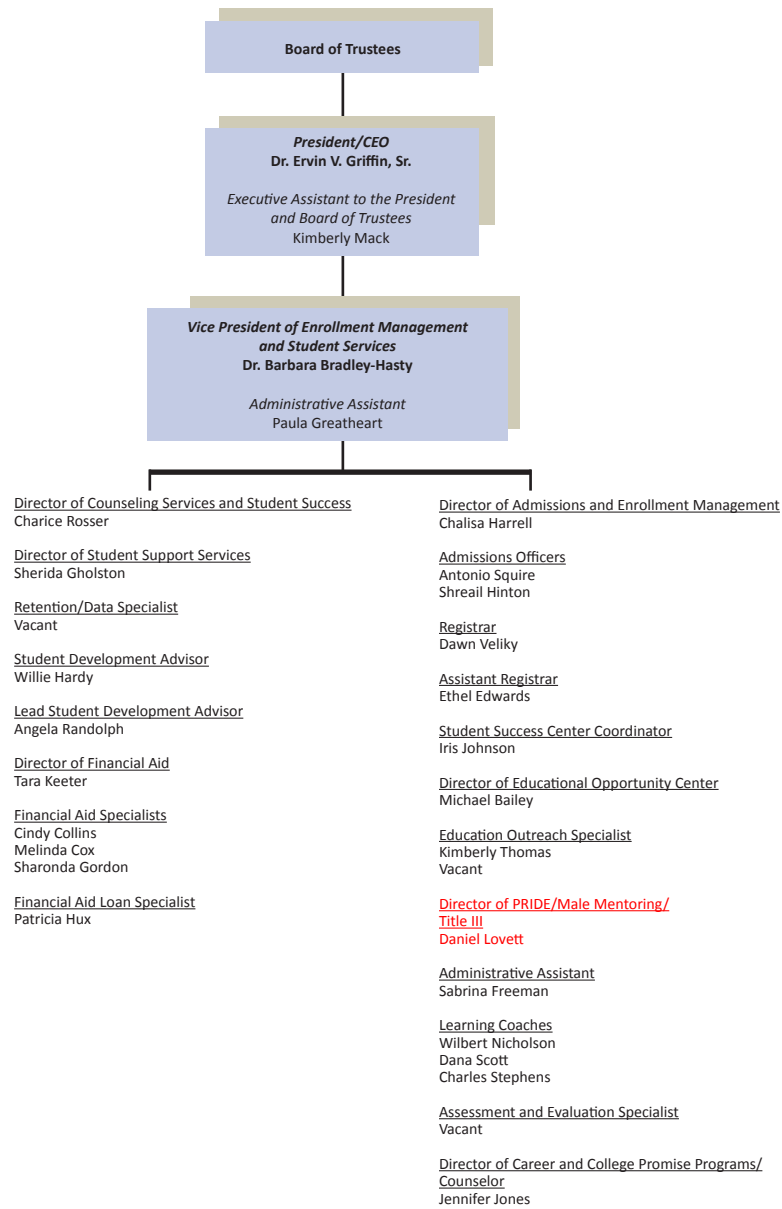 Board of Trustees
President/CEO
Dr. Ervin V. Griffin, Sr.
Executive Assistant to the President
and Board of Trustees
Kimberly Mack
Vice President of Enrollment Management
and Student Services
Dr. Barbara Bradley-Hasty
Administrative Assistant
Paula Greatheart
Director of Counseling Services and Student Success
Charice Rosser
Director of Student Support Services
Sherida Gholston
Retention/Data Specialist
Vacant
Student Development Advisor
Willie Hardy
Lead Student Development Advisor
Angela Randolph
Director of Financial Aid
Tara Keeter
Financial Aid Specialists
Cindy Collins
Melinda Cox
Sharonda Gordon
Financial Aid Loan Specialist
Patricia Hux
Director of Admissions and Enrollment Management
Chalisa Harrell
Admissions Officers
Antonio Squire
Shreail Hinton
Registrar
Dawn Veliky
Assistant Registrar
Ethel Edwards
Student Success Center Coordinator
Iris Johnson
Director of Educational Opportunity Center
Michael Bailey
Education Outreach Specialist
Kimberly Thomas
Vacant
Director of PRIDE/Male Mentoring/
Title III
Daniel Lovett
Administrative Assistant
Sabrina Freeman
Learning Coaches
Wilbert Nicholson
Dana Scott
Charles Stephens
Assessment and Evaluation Specialist
Vacant
Director of Career and College Promise Programs/
Counselor
Jennifer Jones